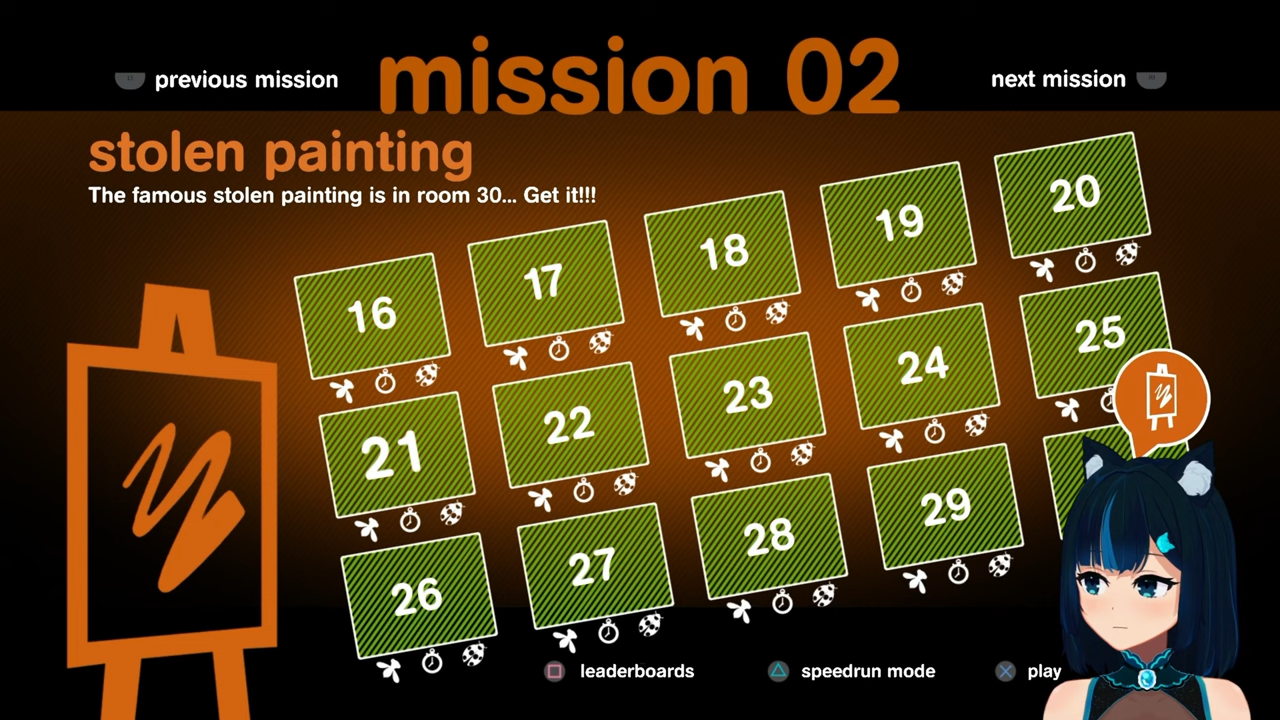 mission 02
previous mission
next mission
stolen painting
The famous stolen painting is in room 30... Get it!!!
16
17
18
19
20
21
22
23
24
25
26
27
28
29
leaderboards
speedrun mode
play